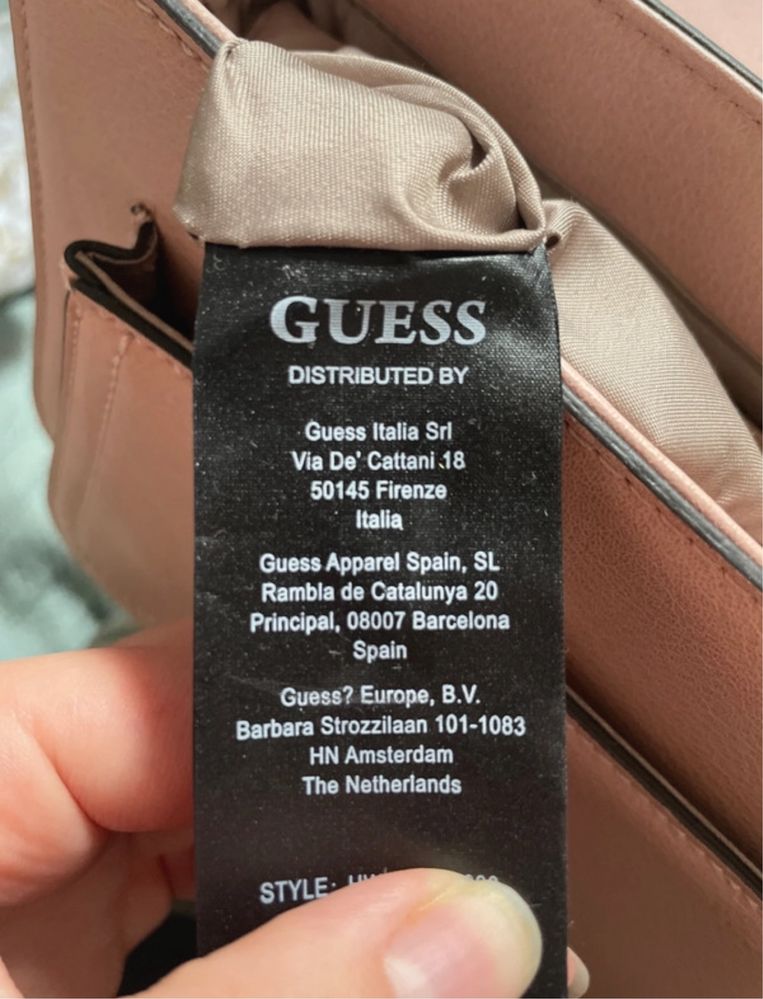 GUESS
DISTRIBUTED BY
Guess Italia Srl
Via De' Cattani 18
50145 Firenze
Italia
Guess Apparel Spain, SL
Rambla de Catalunya 20
Principal, 08007 Barcelona
Spain
Guess? Europe, B.V.
Barbara Strozzilaan 101-1083
HN Amsterdam
The Netherlands
STYLE: